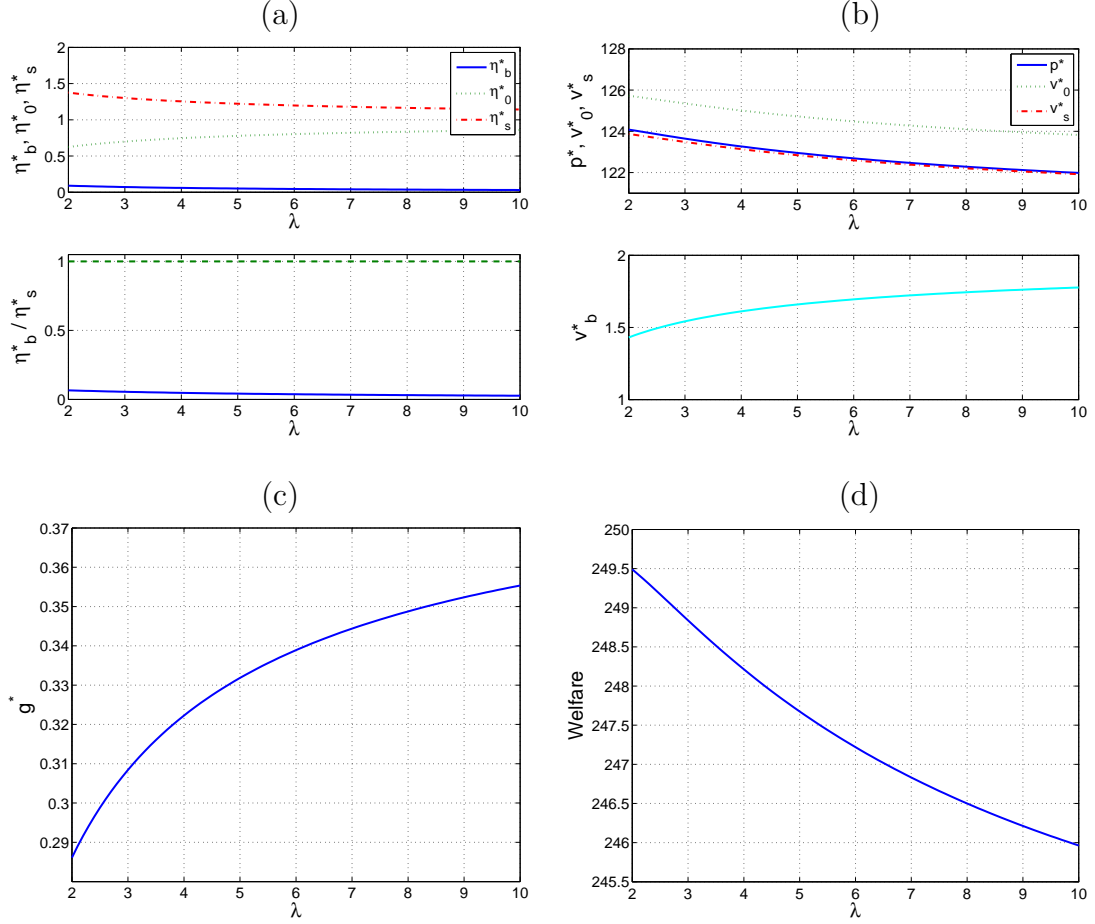 (a)
2
1.5
1
0.5
0
η*b, η*0, η*s
η*b
η*0
η*s
2 3 4 5 6 7 8 9 10
λ
1
0.5
0
η*b / η*s
2 3 4 5 6 7 8 9 10
λ
(b)
128
126
124
122
p*, v*0, v*s
p*
v*0
v*s
2 3 4 5 6 7 8 9 10
λ
2
1.5
1
v*b
2 3 4 5 6 7 8 9 10
λ
(c)
0.37
0.36
0.35
0.34
0.33
0.32
0.31
0.3
0.29
g*
2 3 4 5 6 7 8 9 10
λ
(d)
250
249.5
249
248.5
248
247.5
247
246.5
246
245.5
Welfare
2 3 4 5 6 7 8 9 10
λ